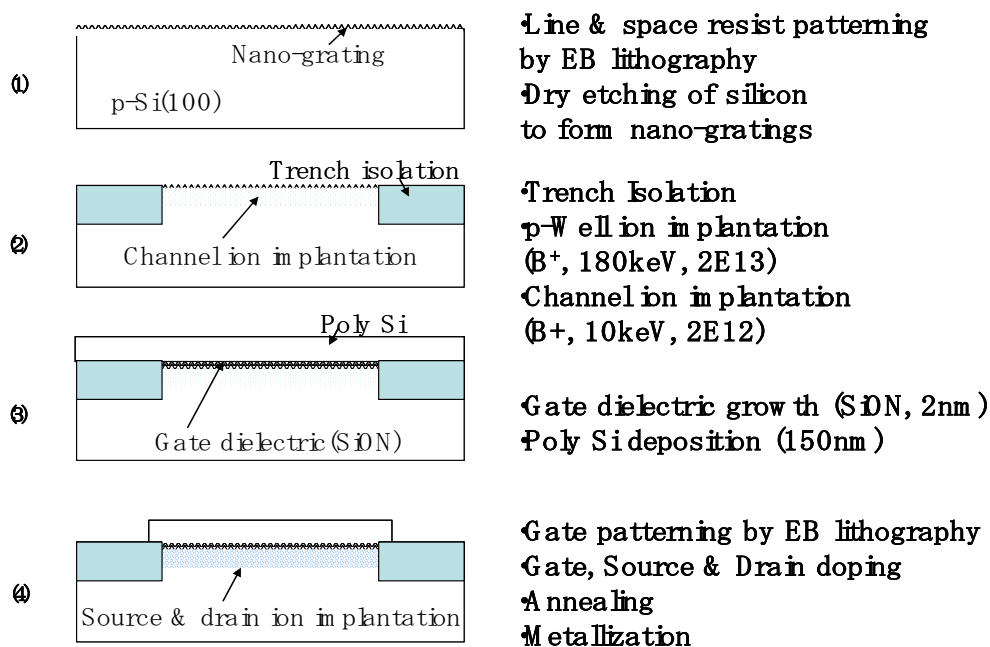 (1)
Nano-grating
p-Si(100)
•Line & space resist patterning
by EB lithography
•Dry etching of silicon
to form nano-gratings
(2)
Trench isolation
Channel ion implantation
•Trench Isolation
•p-Well ion implantation
(B+, 180keV, 2E13)
•Channel ion implantation
(B+, 10keV, 2E12)
(3)
Poly Si
Gate dielectric(SiON)
•Gate dielectric growth (SiON, 2nm)
•Poly Si deposition (150nm)
(4)
Source & drain ion implantation
•Gate patterning by EB lithography
•Gate, Source & Drain doping
•Annealing
•Metallization